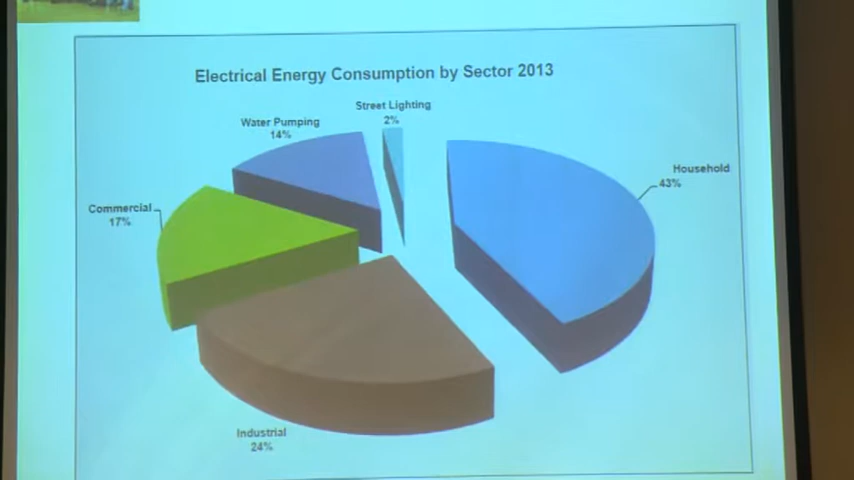 Electrical Energy Consumption by Sector 2013
Street Lighting
2%
Water Pumping
14%
Household
43%
Commercial
17%
Industrial
24%